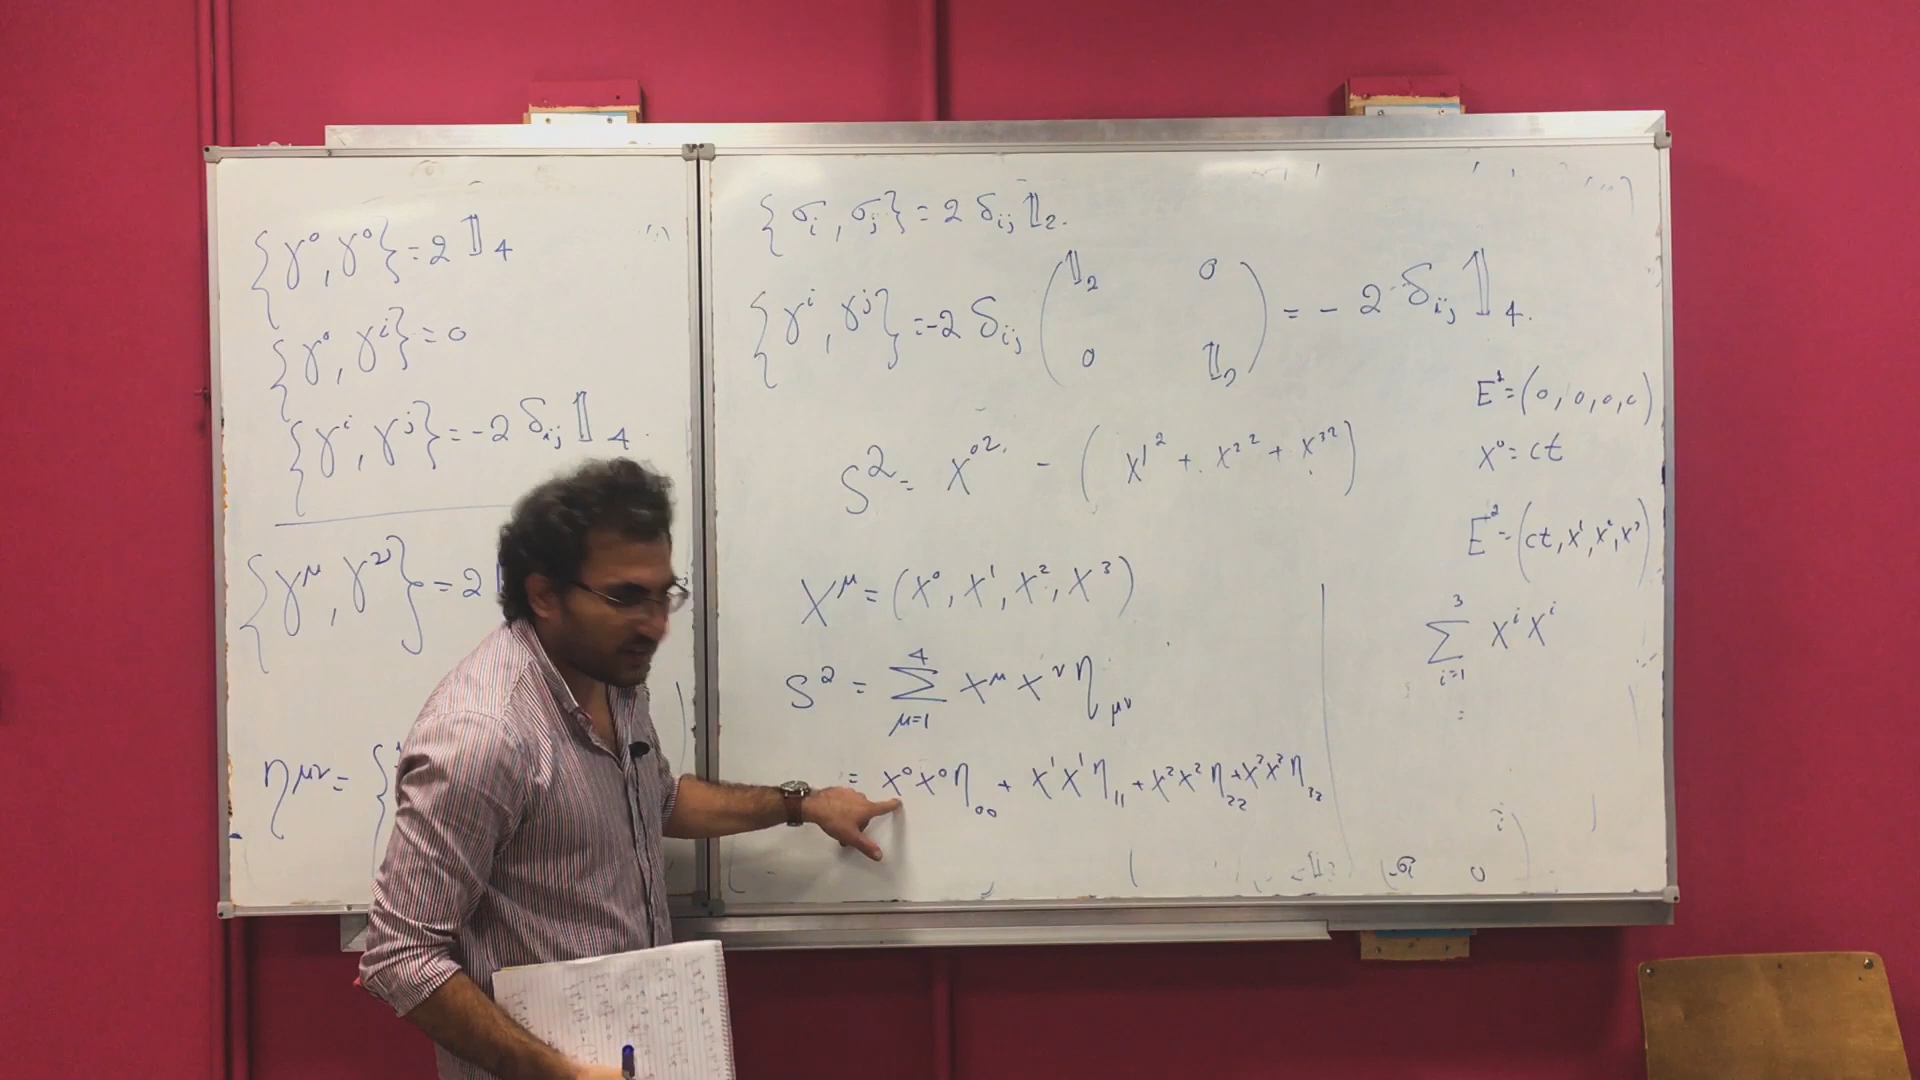 {γ⁰, γ⁰} = 2 𝟙₄
{γ⁰, γⁱ} = 0
{γⁱ, γʲ} = -2 δᵢⱼ 𝟙₄.
{γ^μ, γ^ν} = 2
η^μν = {
{σᵢ, σⱼ} = 2 δᵢⱼ 𝟙₂.
{γⁱ, γʲ} = -2 δᵢⱼ ( 𝟙₂ 0
0 𝟙₂ ) = - 2 δᵢⱼ 𝟙₄.
S² = X⁰² - ( X¹² + X²² + X³² )
X^μ = (X⁰, X¹, X², X³)
S² = ∑_{μ=1}^{4} X^μ X^ν η_μν
= X⁰X⁰η₀₀ + X¹X¹η₁₁ + X²X²η₂₂ + X³X³η₃₃
E¹ = (0, 0, 0, 0)
X⁰ = ct
E² = (ct, X¹, X², X³)
∑_{i=1}^{3} Xⁱ Xⁱ
=